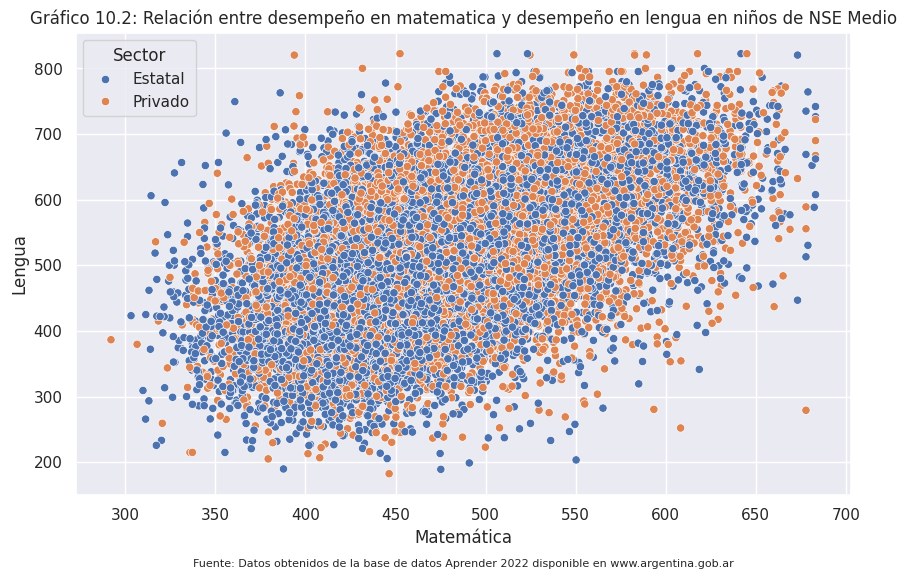 Gráfico 10.2: Relación entre desempeño en matematica y desempeño en lengua en niños de NSE Medio
Sector
Estatal
Privado
Lengua
800
700
600
500
400
300
200
300 350 400 450 500 550 600 650 700
Matemática
Fuente: Datos obtenidos de la base de datos Aprender 2022 disponible en www.argentina.gob.ar